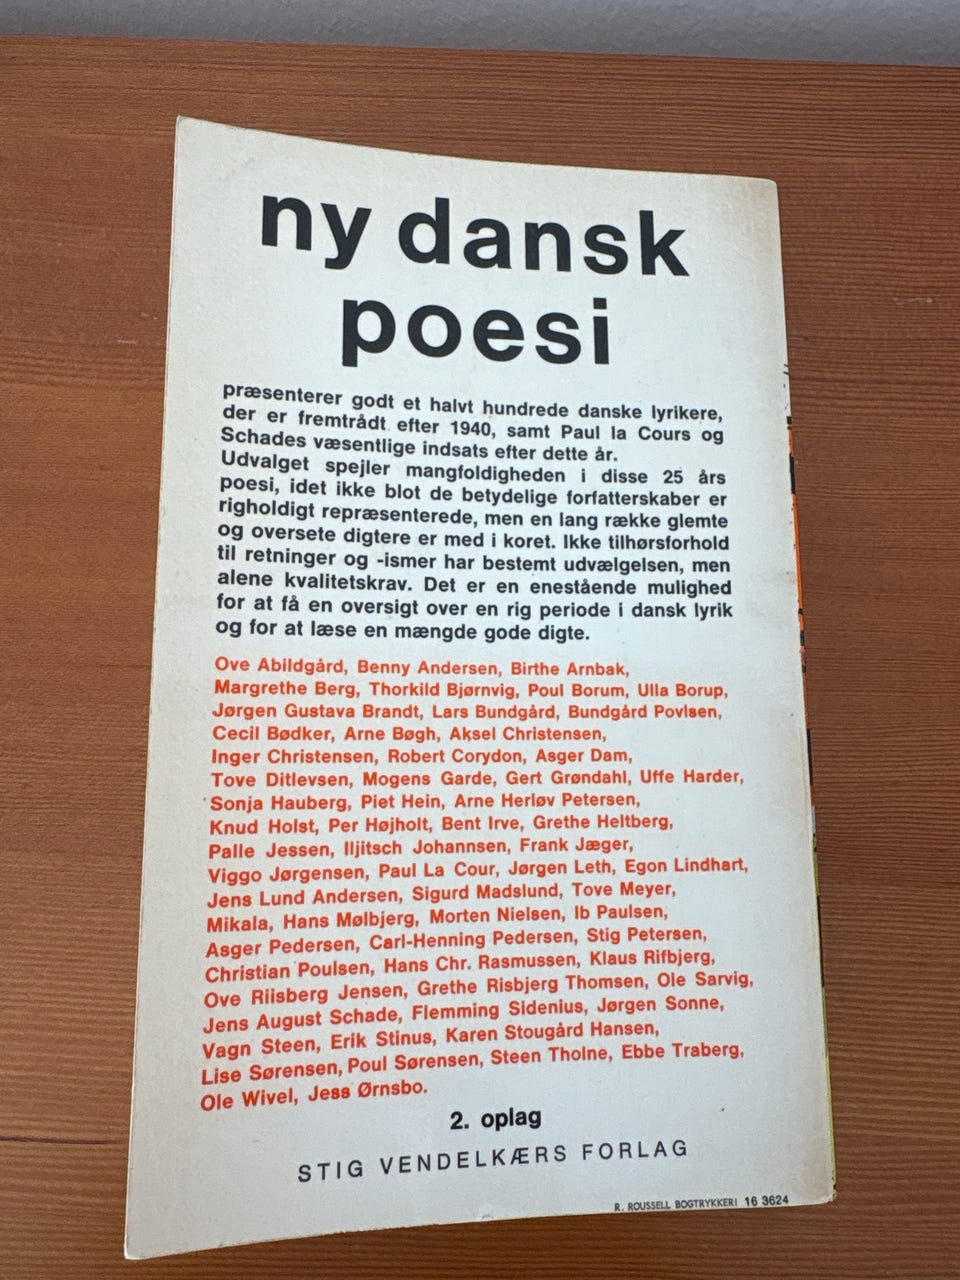 ny dansk
poesi
præsenterer godt et halvt hundrede danske lyrikere,
der er fremtrådt efter 1940, samt Paul la Cours og
Schades væsentlige indsats efter dette år.
Udvalget spejler mangfoldigheden i disse 25 års
poesi, idet ikke blot de betydelige forfatterskaber er
righoldigt repræsenterede, men en lang række glemte
og oversete digtere er med i koret. Ikke tilhørsforhold
til retninger og -ismer har bestemt udvælgelsen, men
alene kvalitetskrav. Det er en enestående mulighed
for at få en oversigt over en rig periode i dansk lyrik
og for at læse en mængde gode digte.
Ove Abildgård, Benny Andersen, Birthe Arnbak,
Margrethe Berg, Thorkild Bjørnvig, Poul Borum, Ulla Borup,
Jørgen Gustava Brandt, Lars Bundgård, Bundgård Povlsen,
Cecil Bødker, Arne Bøgh, Aksel Christensen,
Inger Christensen, Robert Corydon, Asger Dam,
Tove Ditlevsen, Mogens Garde, Gert Grøndahl, Uffe Harder,
Sonja Hauberg, Piet Hein, Arne Herløv Petersen,
Knud Holst, Per Højholt, Bent Irve, Grethe Heltberg,
Palle Jessen, Iljitsch Johannsen, Frank Jæger,
Viggo Jørgensen, Paul La Cour, Jørgen Leth, Egon Lindhart,
Jens Lund Andersen, Sigurd Madslund, Tove Meyer,
Mikala, Hans Mølbjerg, Morten Nielsen, Ib Paulsen,
Asger Pedersen, Carl-Henning Pedersen, Stig Petersen,
Christian Poulsen, Hans Chr. Rasmussen, Klaus Rifbjerg,
Ove Riisberg Jensen, Grethe Risbjerg Thomsen, Ole Sarvig,
Jens August Schade, Flemming Sidenius, Jørgen Sonne,
Vagn Steen, Erik Stinus, Karen Stougård Hansen,
Lise Sørensen, Poul Sørensen, Steen Tholne, Ebbe Traberg,
Ole Wivel, Jess Ørnsbo.
2. oplag
STIG VENDELKÆRS FORLAG
R. ROUSSELL BOGTRYKKERI 16 3624